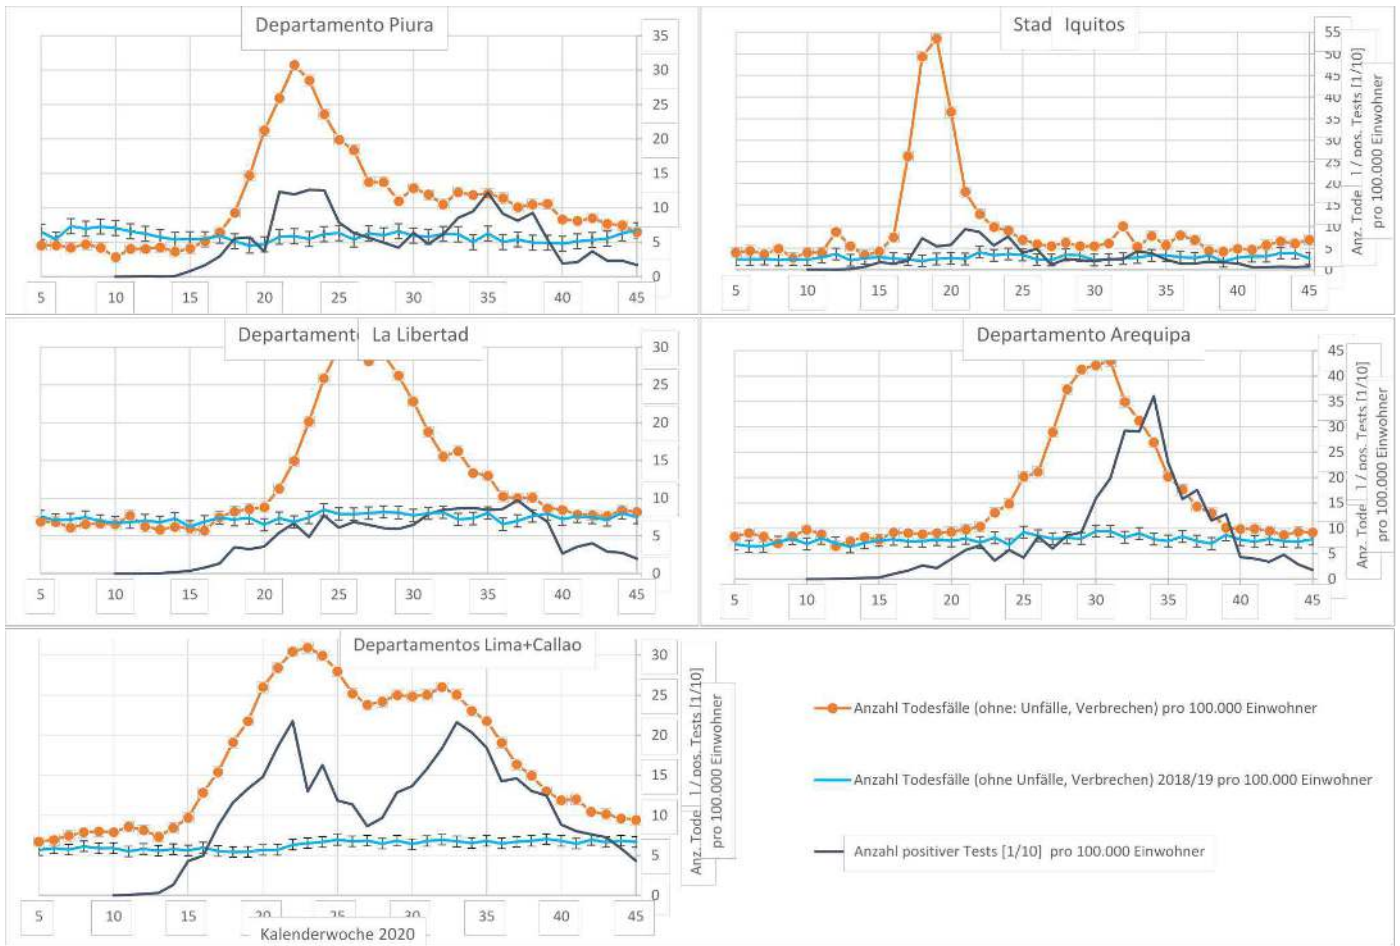 Departamento Piura
35
30
25
20
15
10
5
0
5 10 15 20 25 30 35 40 45
Stad Iquitos
55
50
45
40
35
30
25
20
15
10
5
0
5 10 15 20 25 30 35 40 45
Anz. Tode 1 / pos. Tests [1/10]
pro 100.000 Einwohner
Departament La Libertad
30
25
20
15
10
5
0
5 10 15 20 25 30 35 40 45
Departamento Arequipa
45
40
35
30
25
20
15
10
5
0
5 10 15 20 25 30 35 40 45
Anz. Tode 1 / pos. Tests [1/10]
pro 100.000 Einwohner
Departamentos Lima+Callao
30
25
20
15
10
5
0
5 10 15 20 25 30 35 40 45
Kalenderwoche 2020
Anz. Tode 1 / pos. Tests [1/10]
pro 100.000 Einwohner
Anzahl Todesfälle (ohne: Unfälle, Verbrechen) pro 100.000 Einwohner
Anzahl Todesfälle (ohne Unfälle, Verbrechen) 2018/19 pro 100.000 Einwohner
Anzahl positiver Tests [1/10] pro 100.000 Einwohner